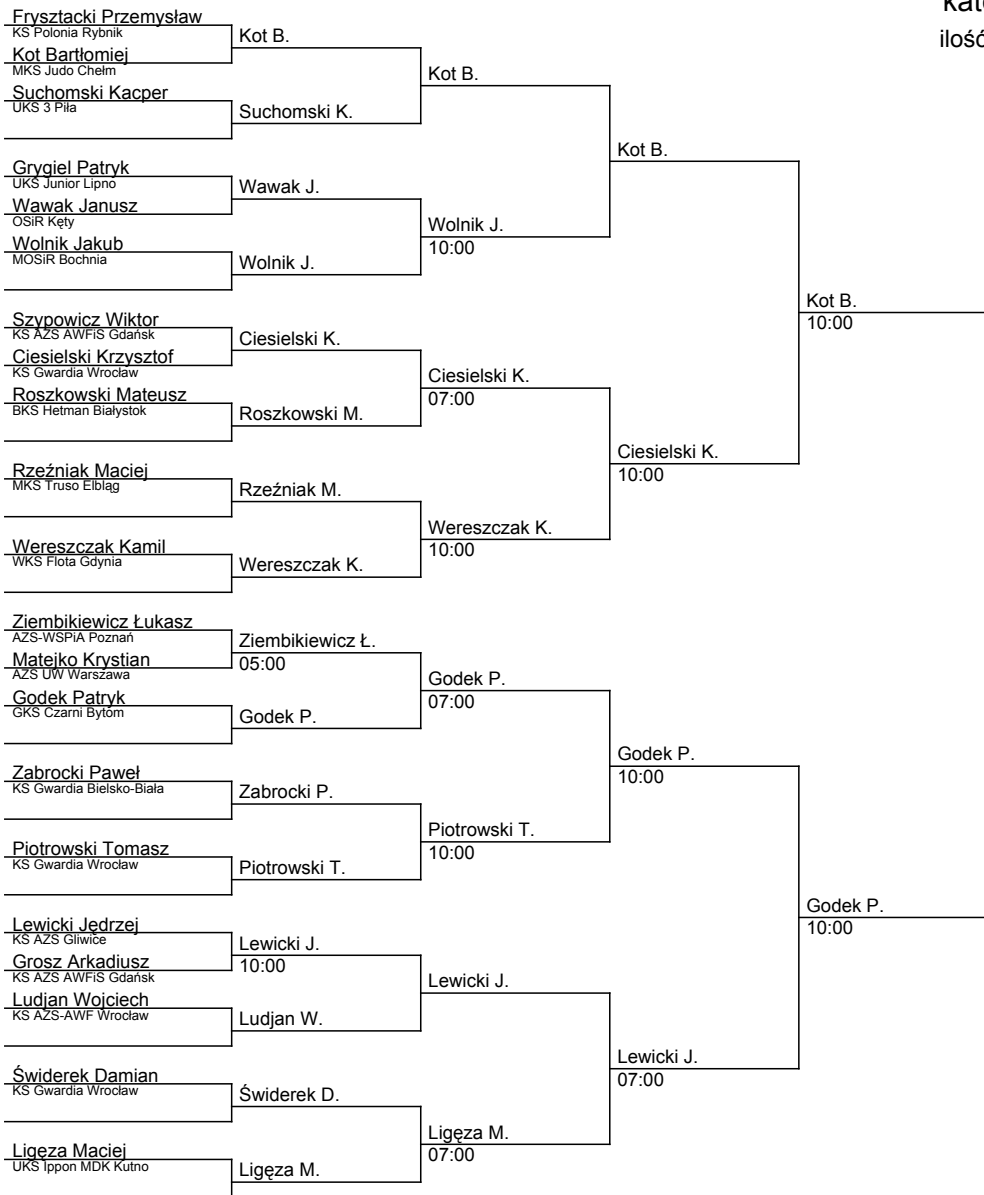 kat
ilość
Frysztacki Przemysław
KS Polonia Rybnik
Kot Bartłomiej
MKS Judo Chełm
Suchomski Kacper
UKS 3 Piła
Grygiel Patryk
UKS Junior Lipno
Wawak Janusz
OSiR Kęty
Wolnik Jakub
MOSiR Bochnia
Szypowicz Wiktor
KS AZS AWFiS Gdańsk
Ciesielski Krzysztof
KS Gwardia Wrocław
Roszkowski Mateusz
BKS Hetman Białystok
Rzeźniak Maciej
MKS Truso Elbląg
Wereszczak Kamil
WKS Flota Gdynia
Ziembikiewicz Łukasz
AZS-WSPiA Poznań
Matejko Krystian
AZS UW Warszawa
Godek Patryk
GKS Czarni Bytom
Zabrocki Paweł
KS Gwardia Bielsko-Biała
Piotrowski Tomasz
KS Gwardia Wrocław
Lewicki Jędrzej
KS AZS Gliwice
Grosz Arkadiusz
KS AZS AWFiS Gdańsk
Ludjan Wojciech
KS AZS-AWF Wrocław
Świderek Damian
KS Gwardia Wrocław
Ligęza Maciej
UKS Ippon MDK Kutno
Kot B.
Suchomski K.
Wawak J.
Wolnik J.
Ciesielski K.
Roszkowski M.
Rzeźniak M.
Wereszczak K.
Ziembikiewicz Ł.
05:00
Godek P.
Zabrocki P.
Piotrowski T.
Lewicki J.
10:00
Ludjan W.
Świderek D.
Ligęza M.
Kot B.
Wolnik J.
10:00
Ciesielski K.
07:00
Wereszczak K.
10:00
Godek P.
07:00
Piotrowski T.
10:00
Lewicki J.
Ligęza M.
07:00
Kot B.
Ciesielski K.
10:00
Godek P.
10:00
Lewicki J.
07:00
Kot B.
10:00
Godek P.
10:00